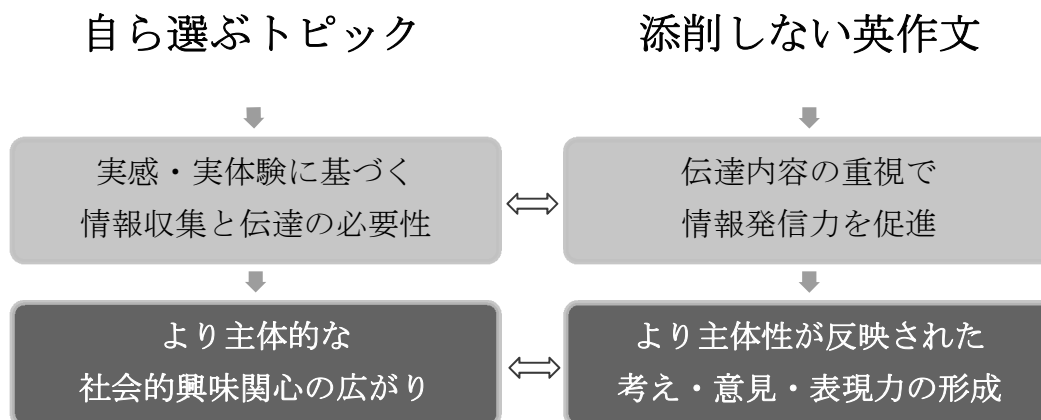 自ら選ぶトピック
添削しない英作文
実感・実体験に基づく
情報収集と伝達の必要性
伝達内容の重視で
情報発信力を促進
より主体的な
社会的興味関心の広がり
より主体性が反映された
考え・意見・表現力の形成